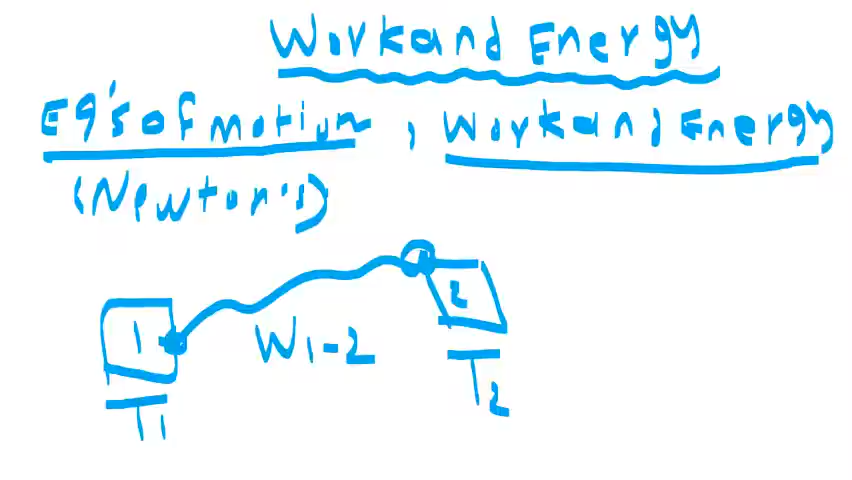 Work and Energy
Eq's of motion, Work and Energy
(Newton's)
1
2
W1-2
T1
T2